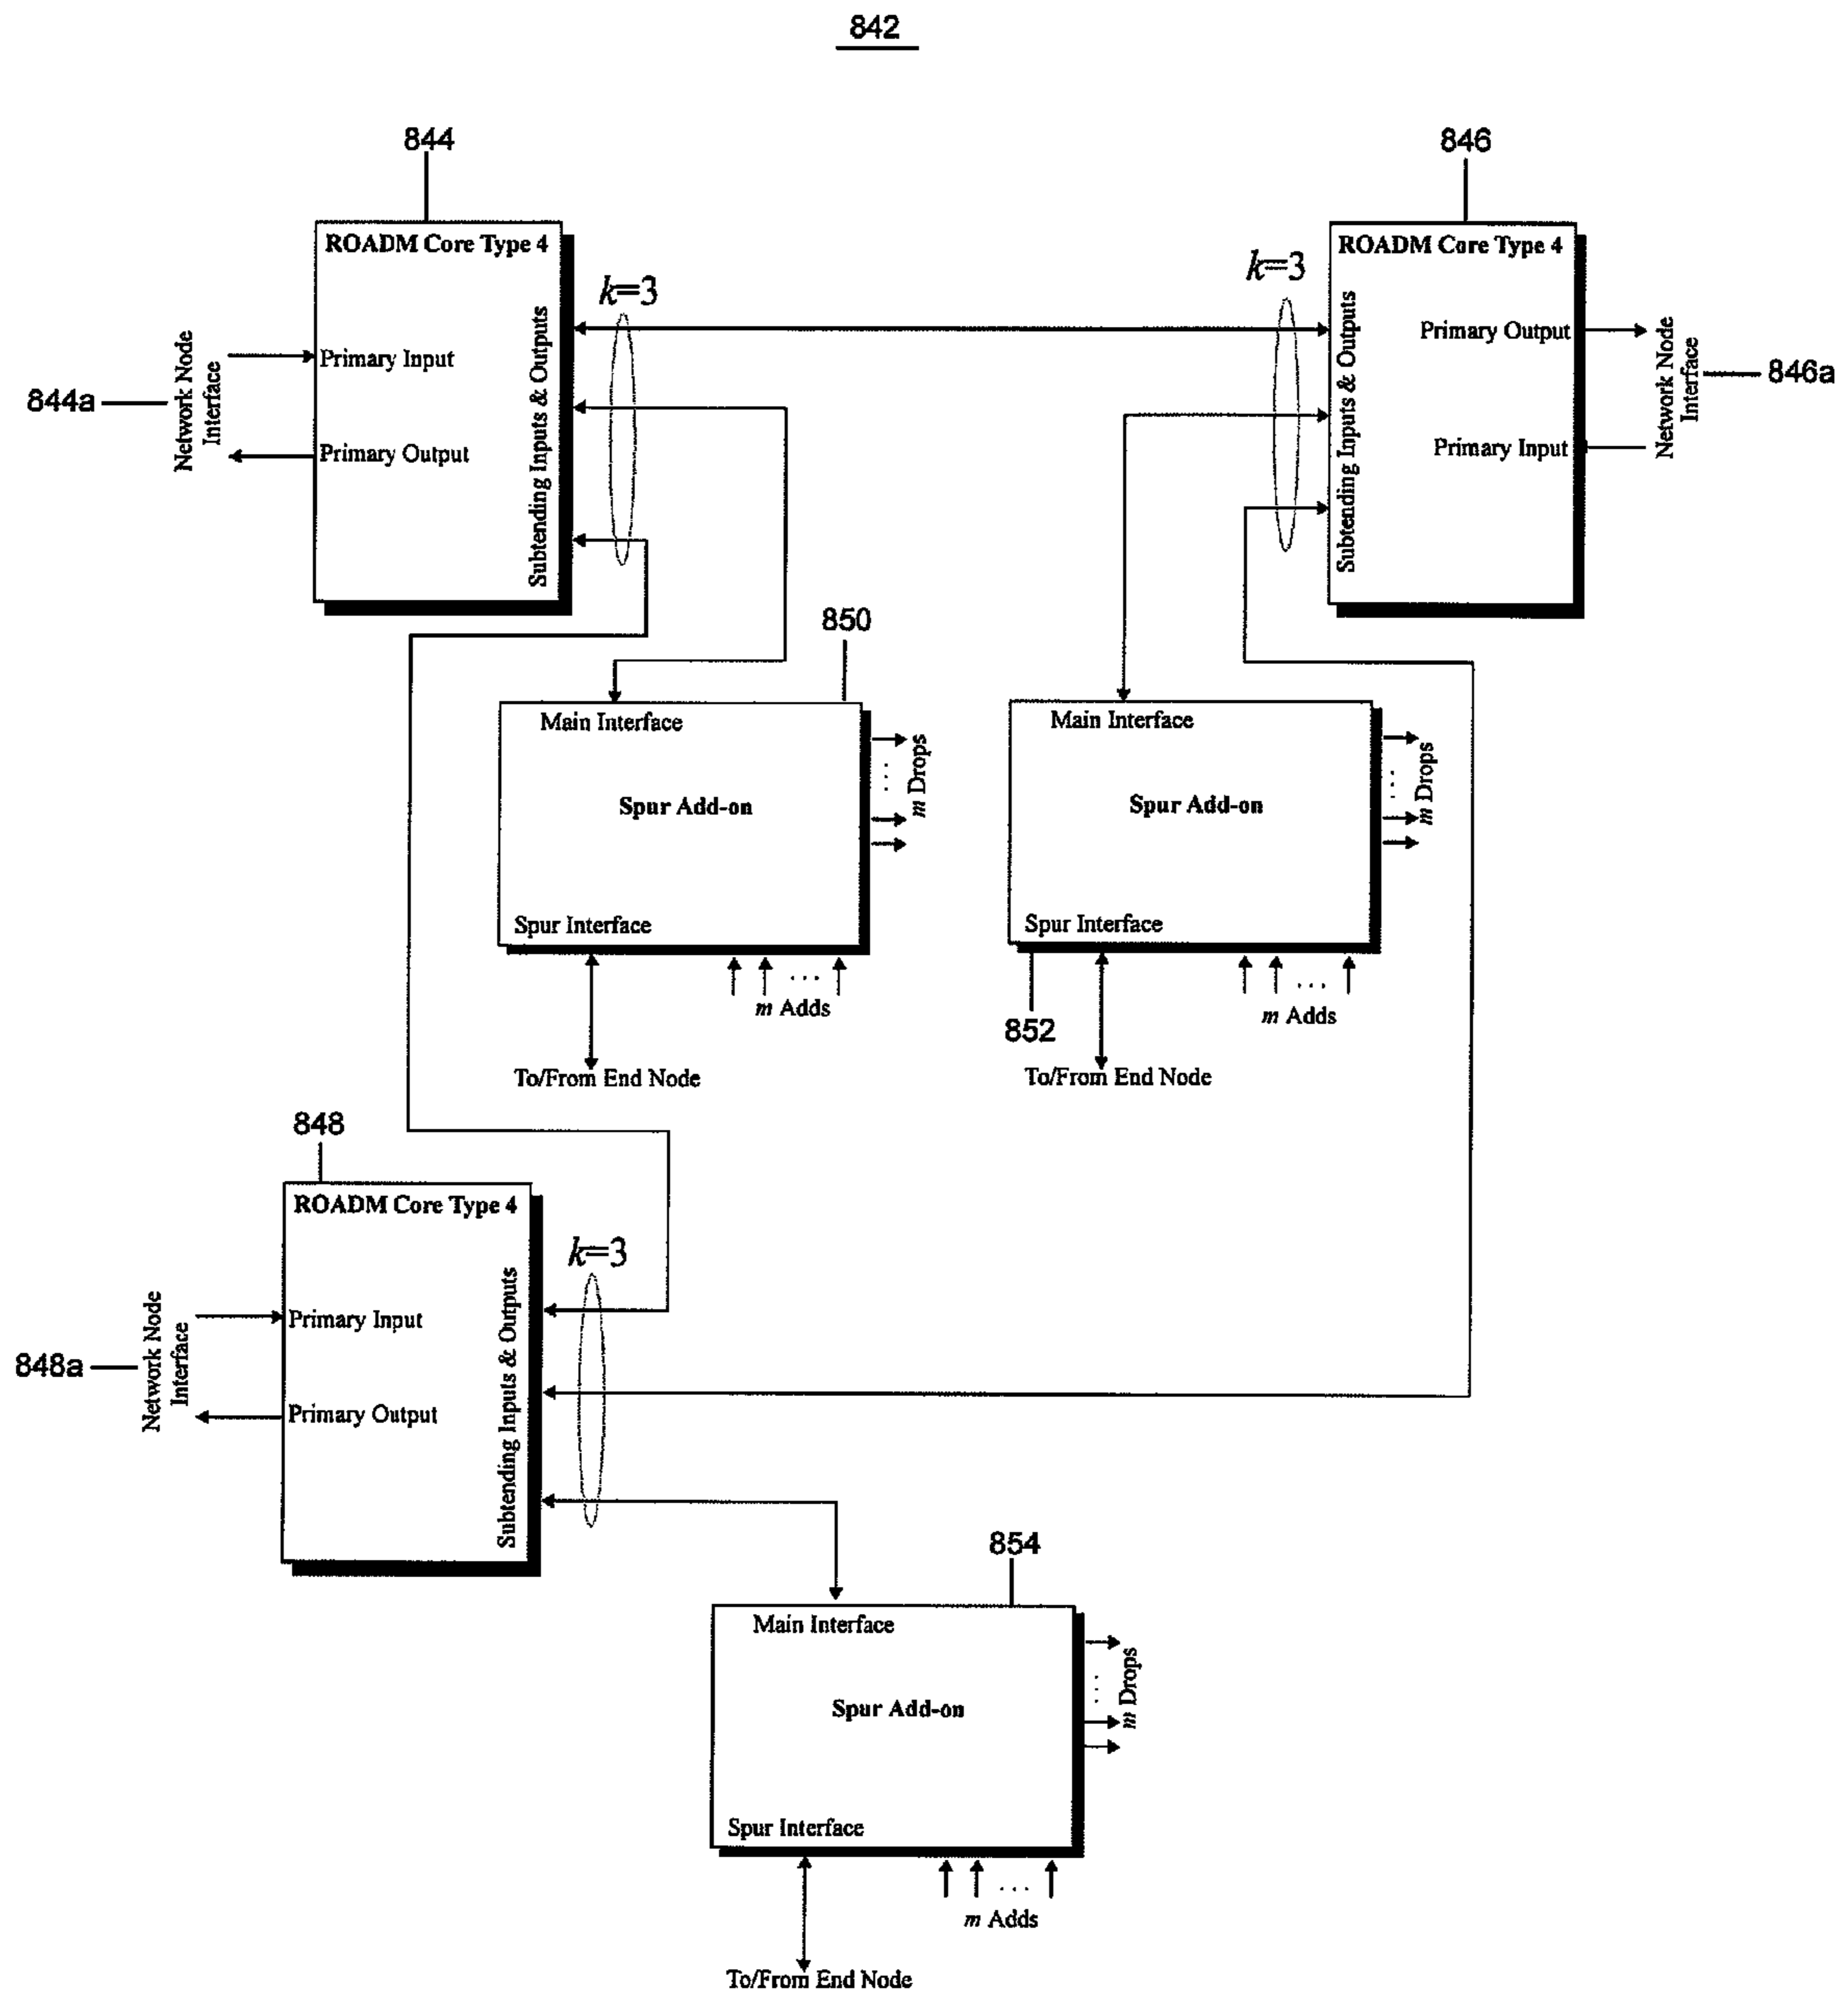 842
844
846
ROADM Core Type 4
Primary Input
Primary Output
Subtending Inputs & Outputs
k=3
Network Node
Interface
844a
ROADM Core Type 4
Primary Output
Primary Input
Subtending Inputs & Outputs
k=3
Network Node
Interface
846a
850
Main Interface
Spur Add-on
Spur Interface
m Drops
. . .
m Adds
...
To/From End Node
Main Interface
Spur Add-on
Spur Interface
m Drops
. . .
852
m Adds
...
To/From End Node
848
ROADM Core Type 4
Primary Input
Primary Output
Subtending Inputs & Outputs
k=3
Network Node
Interface
848a
854
Main Interface
Spur Add-on
Spur Interface
m Drops
. . .
m Adds
...
To/From End Node